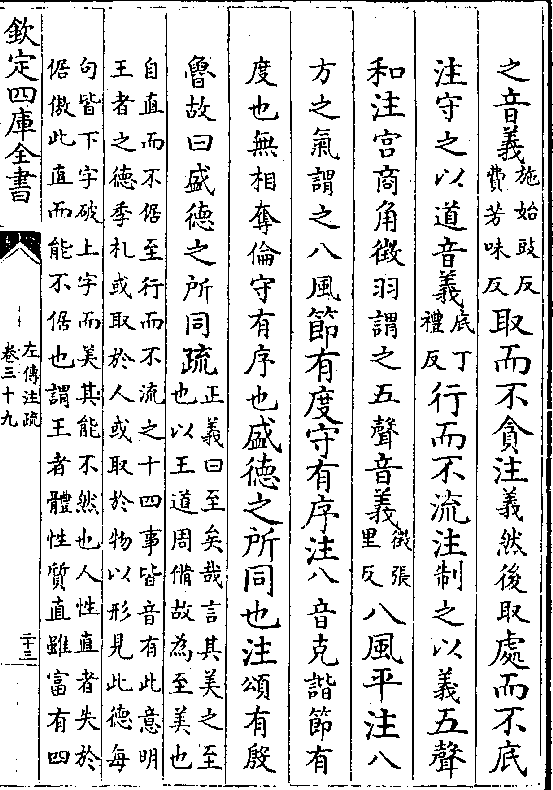 之音義施始豉反費芳味反取而不貪注義然後取處而不底
注守之以道音義底丁禮反行而不流注制之以義五聲
和注宫商角徵羽謂之五聲音義徵張里反八風平注八
方之氣謂之八風節有度守有序注八音克諧節有
度也無相奪倫守有序也盛德之所同也注頌有殷
魯故曰盛德之所同疏正義曰至矣哉言其美之至也以王道周備故為至美也
自直而不倨至行而不流之十四事皆音有此意明
王者之德季札或取於人或取於物以形見此德每
句皆下字破上字而美其能不然也人性直者失於
倨傲此直而能不倨也謂王者體性質直雖富有四
欽定四庫全書
左傳注疏
卷三十九
二十三